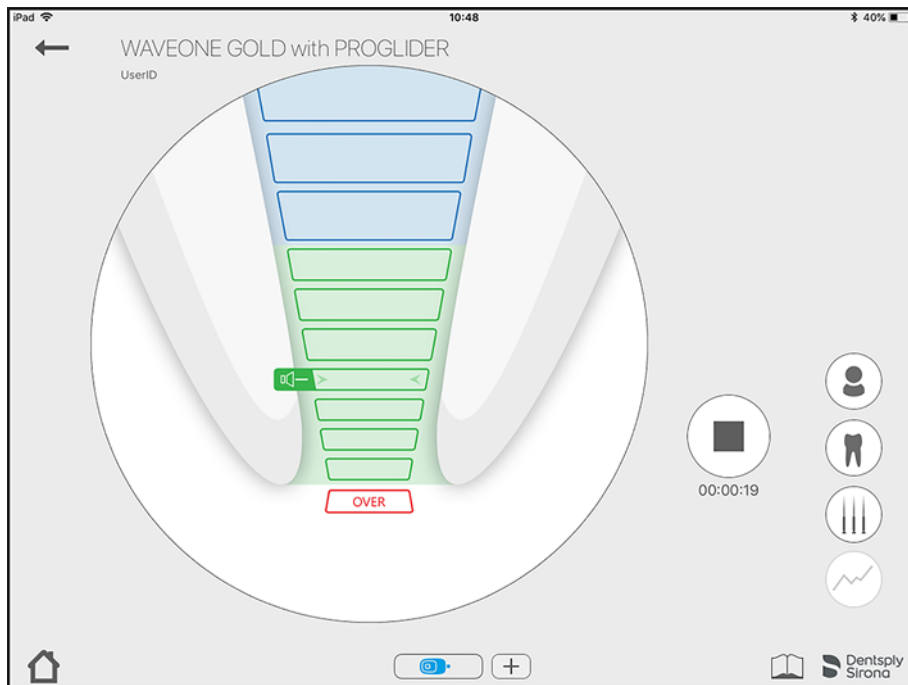 iPad 10:48 40%
WAVEONE GOLD with PROGLIDER
UserID
OVER
00:00:19
Dentsply
Sirona